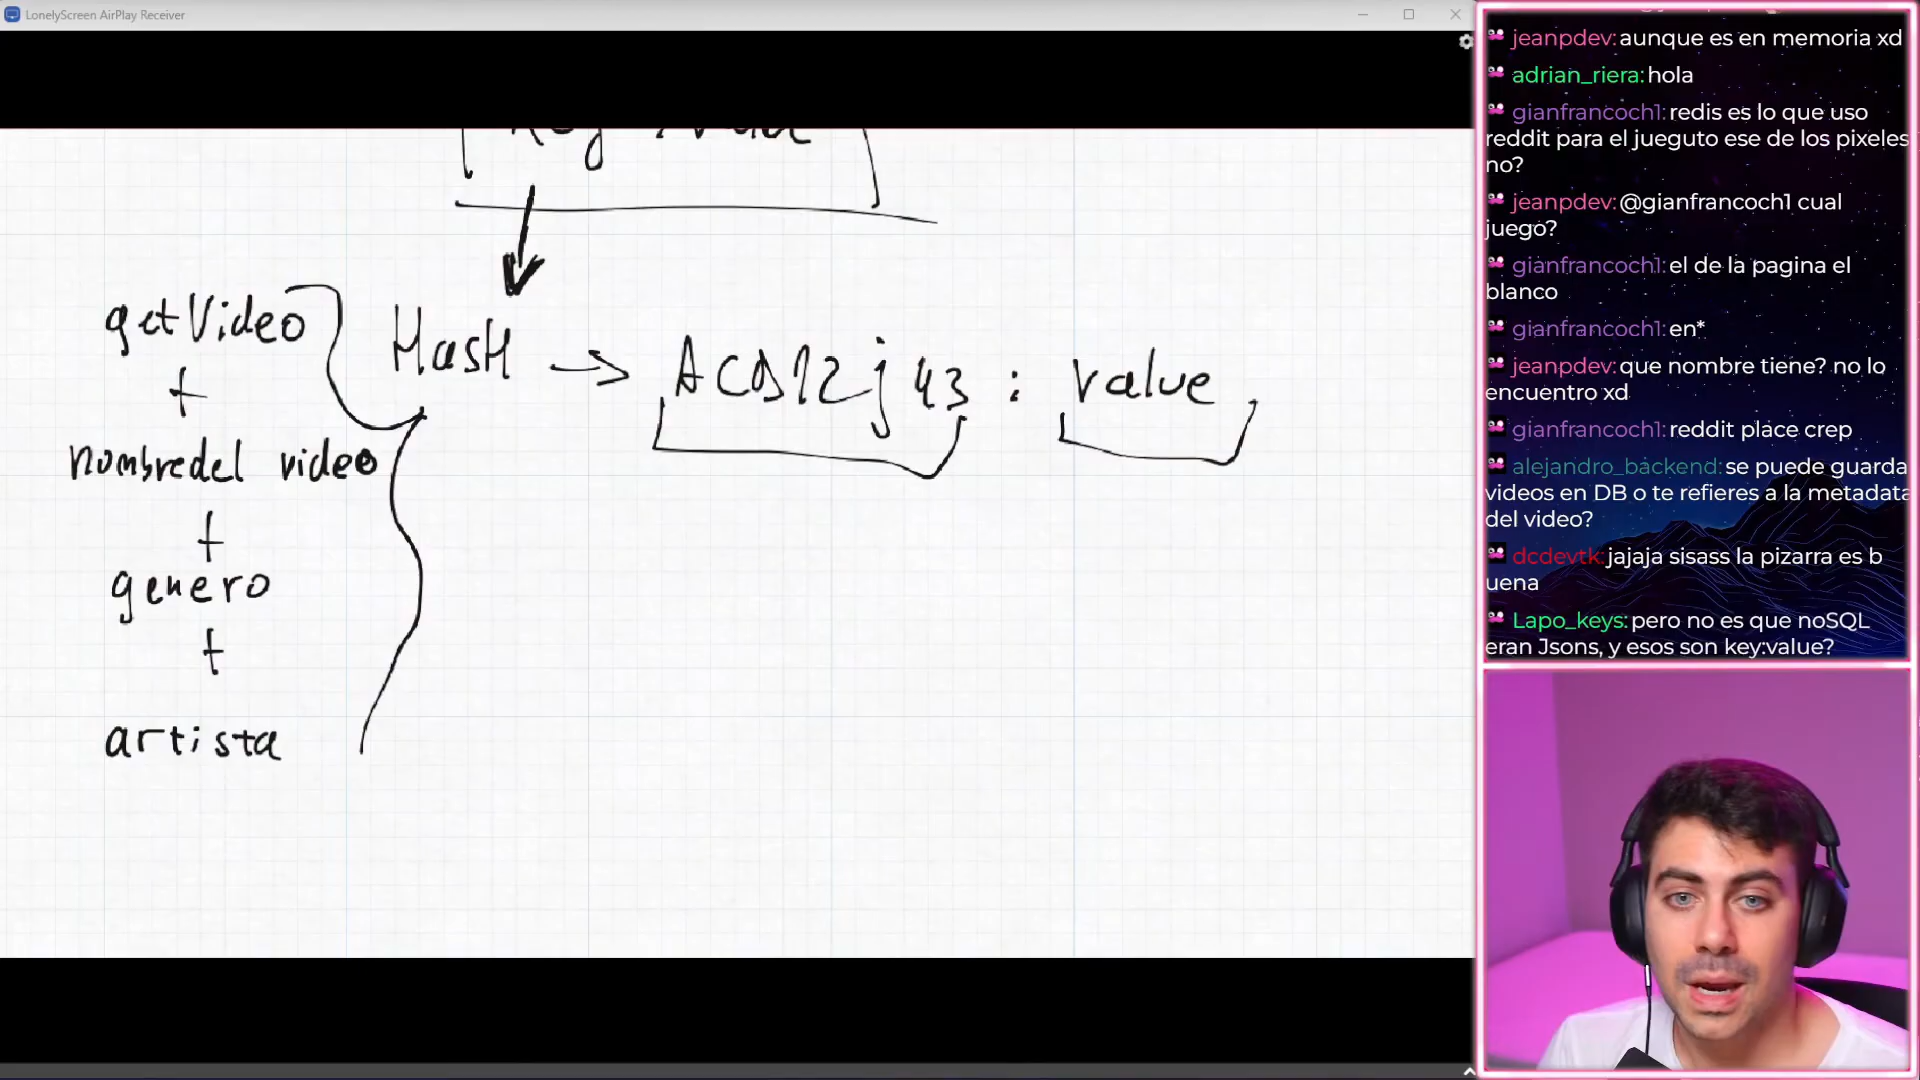 LonelyScreen AirPlay Receiver
getVideo
+
nombredel video
+
genero
+
artista
HasH → ACD12j43 : value
jeanpdev: aunque es en memoria xd
adrian_riera: hola
gianfrancoch1: redis es lo que uso
reddit para el jueguto ese de los pixeles
no?
jeanpdev: @gianfrancoch1 cual
juego?
gianfrancoch1: el de la pagina el
blanco
gianfrancoch1: en*
jeanpdev: que nombre tiene? no lo
encuentro xd
gianfrancoch1: reddit place crep
alejandro_backend: se puede guarda
videos en DB o te refieres a la metadata
del video?
dcdevtk: jajaja sisass la pizarra es b
uena
Lapo_keys: pero no es que noSQL
eran Jsons, y esos son key:value?